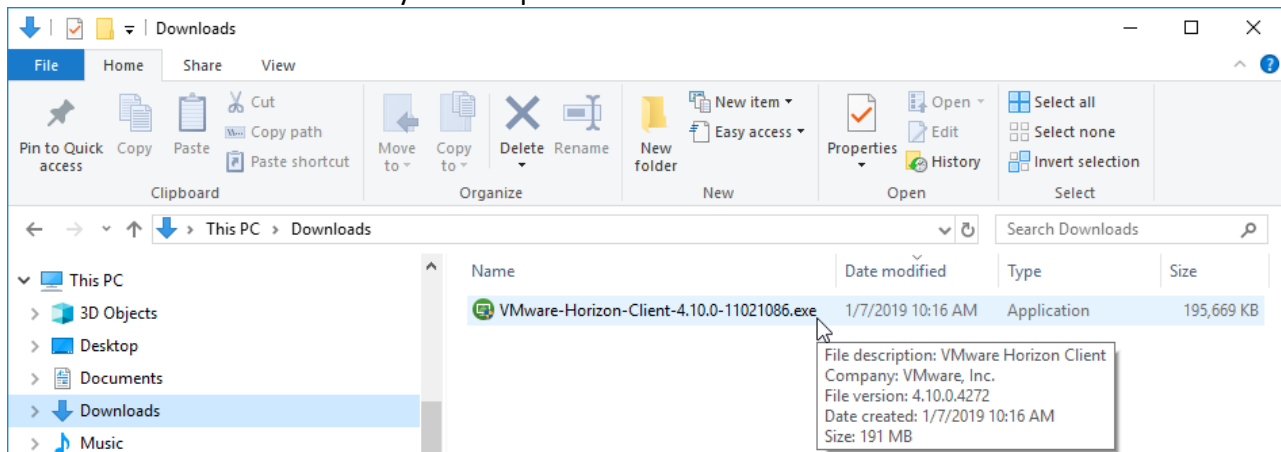 Downloads
File Home Share View
Pin to Quick access
Copy
Paste
Cut
Copy path
Paste shortcut
Clipboard
Move to
Copy to
Delete
Rename
Organize
New folder
New item
Easy access
New
Properties
Open
Edit
History
Open
Select all
Select none
Invert selection
Select
This PC > Downloads
Search Downloads
Name Date modified Type Size
VMware-Horizon-Client-4.10.0-11021086.exe 1/7/2019 10:16 AM Application 195,669 KB
File description: VMware Horizon Client
Company: VMware, Inc.
File version: 4.10.0.4272
Date created: 1/7/2019 10:16 AM
Size: 191 MB
This PC
3D Objects
Desktop
Documents
Downloads
Music